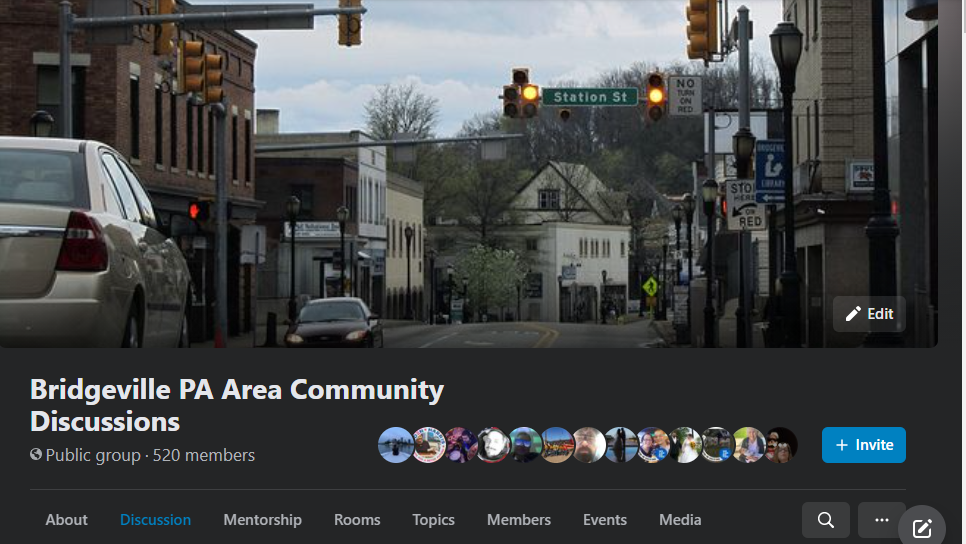 Station St
NO
TURN
ON
RED
LIBRARY
STOP
HERE
ON
RED
Edit
Bridgeville PA Area Community
Discussions
Public group · 520 members
+ Invite
About
Discussion
Mentorship
Rooms
Topics
Members
Events
Media